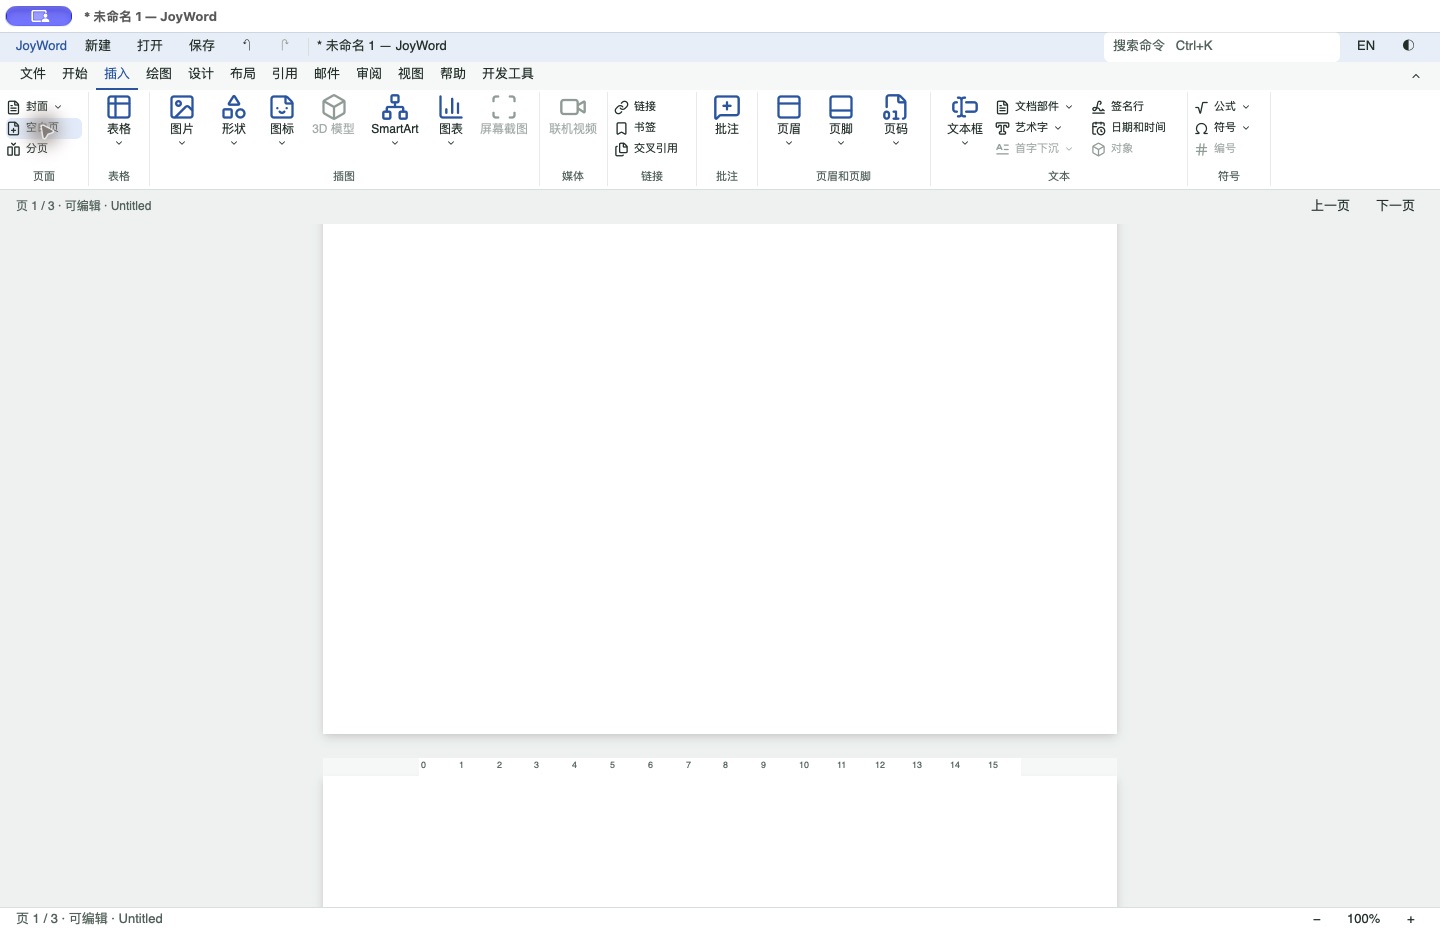 * 未命名 1 — JoyWord
JoyWord 新建 打开 保存 * 未命名 1 — JoyWord 搜索命令 Ctrl+K EN
文件 开始 插入 绘图 设计 布局 引用 邮件 审阅 视图 帮助 开发工具
封面
空白页
分页
页面
表格
表格
图片 形状 图标 3D 模型 SmartArt 图表 屏幕截图
插图
联机视频
媒体
链接
书签
交叉引用
链接
批注
批注
页眉 页脚 页码
页眉和页脚
文本框
文档部件
艺术字
首字下沉
签名行
日期和时间
对象
文本
公式
符号
编号
符号
页 1 / 3 · 可编辑 · Untitled 上一页 下一页
0 1 2 3 4 5 6 7 8 9 10 11 12 13 14 15
页 1 / 3 · 可编辑 · Untitled − 100% +